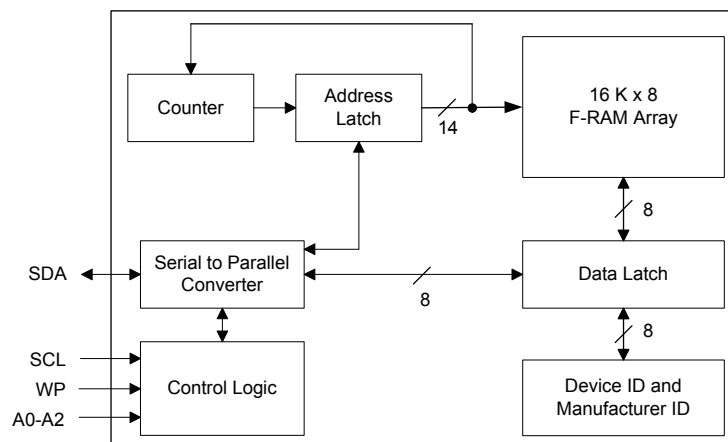 Counter
Address
Latch
14
16 K x 8
F-RAM Array
8
SDA
Serial to Parallel
Converter
8
Data Latch
8
SCL
WP
A0-A2
Control Logic
Device ID and
Manufacturer ID